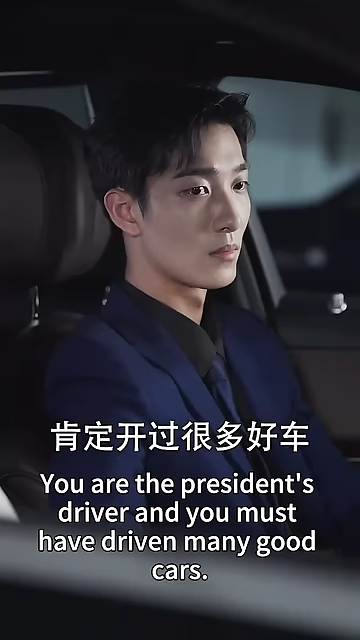 肯定开过很多好车
You are the president's
driver and you must
have driven many good
cars.